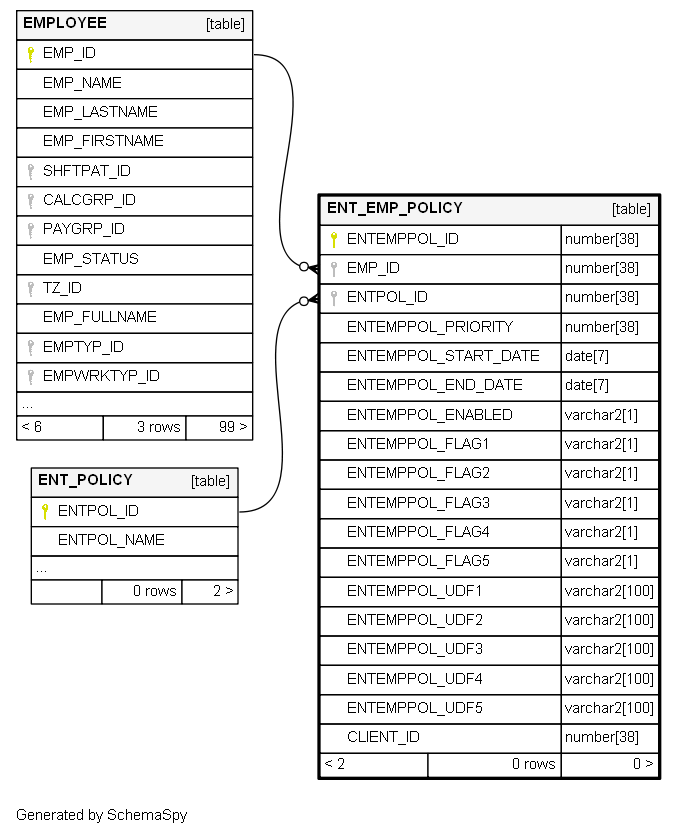 EMPLOYEE [table]
EMP_ID
EMP_NAME
EMP_LASTNAME
EMP_FIRSTNAME
SHFTPAT_ID
CALCGRP_ID
PAYGRP_ID
EMP_STATUS
TZ_ID
EMP_FULLNAME
EMPTYP_ID
EMPWRKTYP_ID
...
< 6 3 rows 99 >
ENT_POLICY [table]
ENTPOL_ID
ENTPOL_NAME
...
0 rows 2 >
ENT_EMP_POLICY [table]
ENTEMPPOL_ID number[38]
EMP_ID number[38]
ENTPOL_ID number[38]
ENTEMPPOL_PRIORITY number[38]
ENTEMPPOL_START_DATE date[7]
ENTEMPPOL_END_DATE date[7]
ENTEMPPOL_ENABLED varchar2[1]
ENTEMPPOL_FLAG1 varchar2[1]
ENTEMPPOL_FLAG2 varchar2[1]
ENTEMPPOL_FLAG3 varchar2[1]
ENTEMPPOL_FLAG4 varchar2[1]
ENTEMPPOL_FLAG5 varchar2[1]
ENTEMPPOL_UDF1 varchar2[100]
ENTEMPPOL_UDF2 varchar2[100]
ENTEMPPOL_UDF3 varchar2[100]
ENTEMPPOL_UDF4 varchar2[100]
ENTEMPPOL_UDF5 varchar2[100]
CLIENT_ID number[38]
< 2 0 rows 0 >
Generated by SchemaSpy